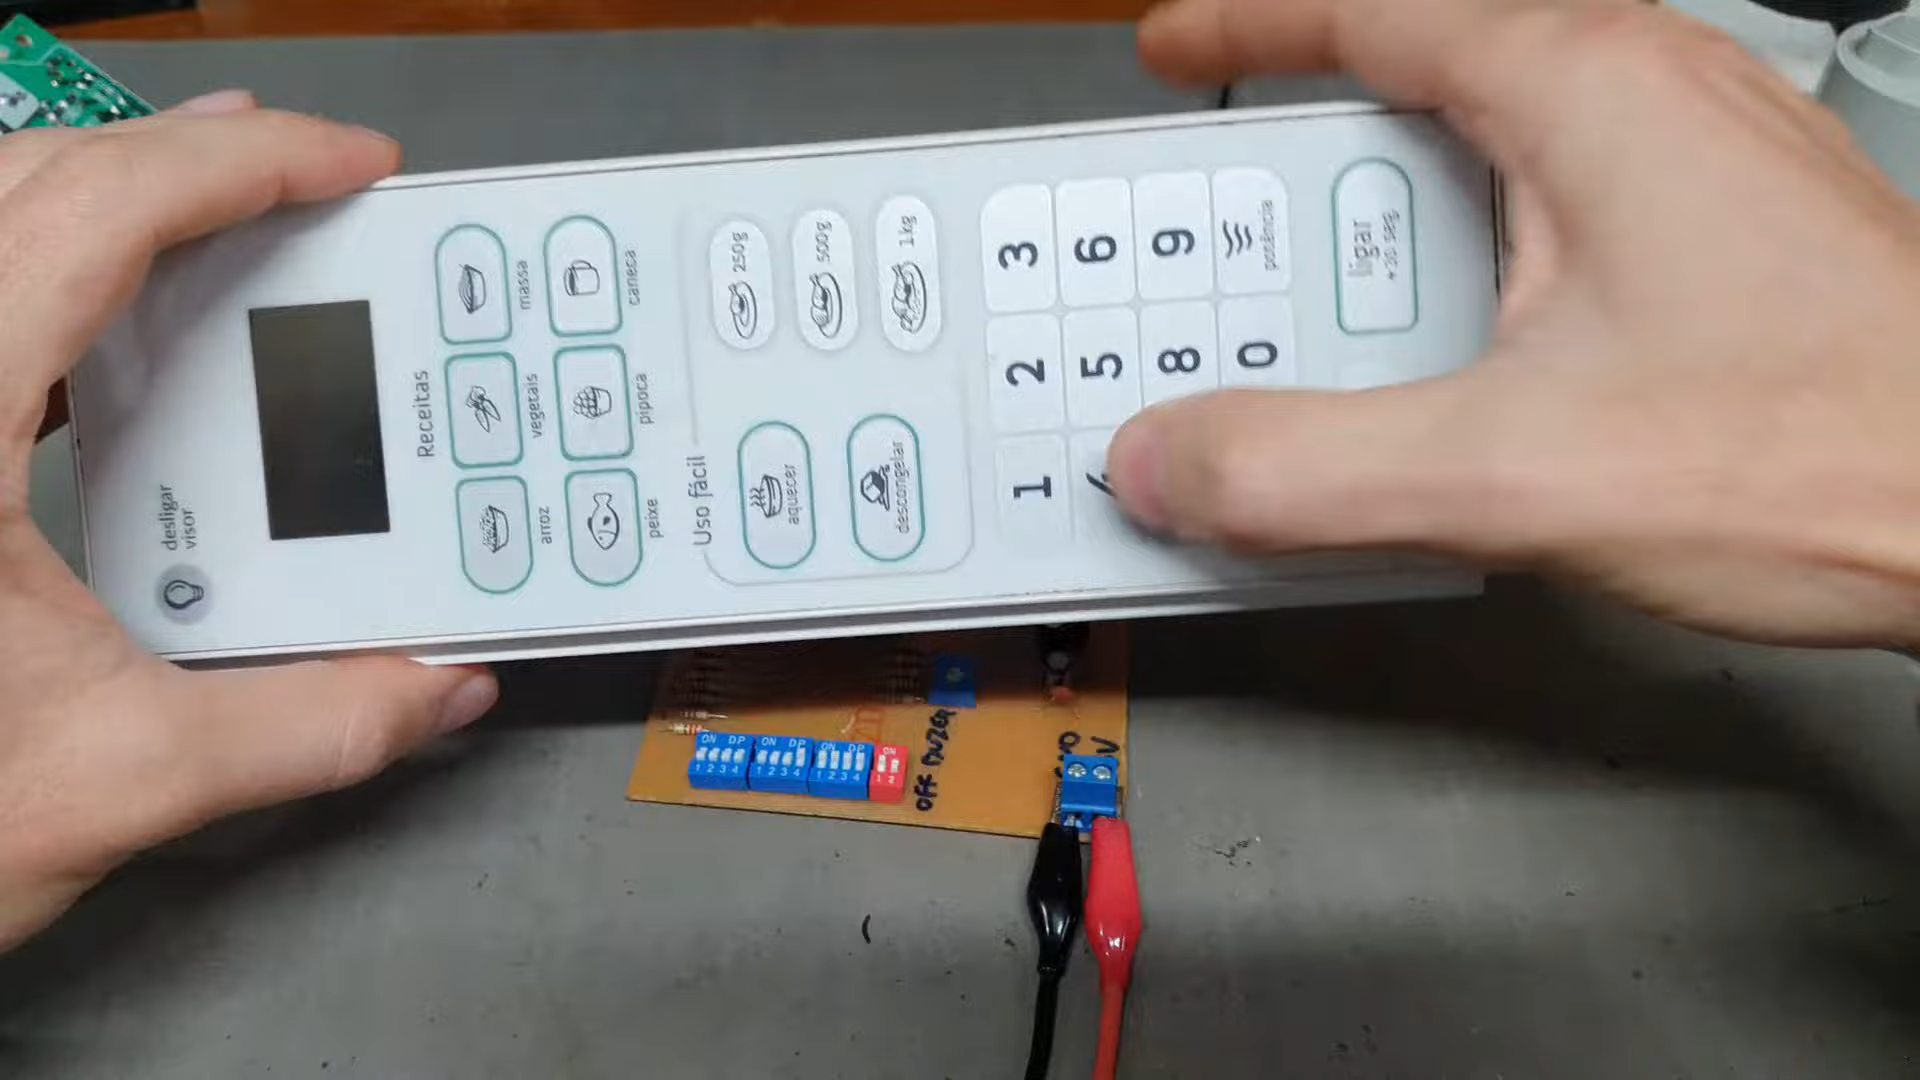 desligar
visor
Receitas
massa
vegetais
arroz
caneca
pipoca
peixe
Uso fácil
250g
500g
1kg
aquecer
descongelar
1
2
3
5
6
8
9
0
potência
ligar
+30 seg
ON DP
1 2 3 4
ON DP
1 2 3 4
ON DP
1 2 3 4
ON
1 2
OFF
V